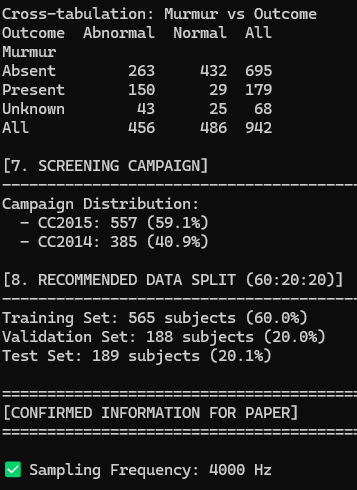 Cross-tabulation: Murmur vs Outcome
Outcome  Abnormal  Normal  All
Murmur
Absent        263     432  695
Present       150      29  179
Unknown        43      25   68
All           456     486  942
[7. SCREENING CAMPAIGN]
----------------------------------------
Campaign Distribution:
  - CC2015: 557 (59.1%)
  - CC2014: 385 (40.9%)
[8. RECOMMENDED DATA SPLIT (60:20:20)]
----------------------------------------
Training Set: 565 subjects (60.0%)
Validation Set: 188 subjects (20.0%)
Test Set: 189 subjects (20.1%)
========================================
[CONFIRMED INFORMATION FOR PAPER]
========================================
✅ Sampling Frequency: 4000 Hz